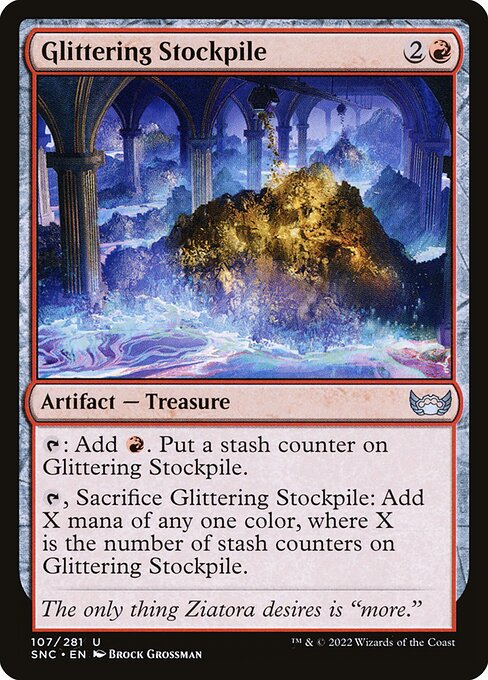 Glittering Stockpile 2
Artifact — Treasure
: Add . Put a stash counter on
Glittering Stockpile.
, Sacrifice Glittering Stockpile: Add
X mana of any one color, where X
is the number of stash counters on
Glittering Stockpile.
The only thing Ziatora desires is “more.”
107/281 U
SNC • EN Brock Grossman
™ & © 2022 Wizards of the Coast